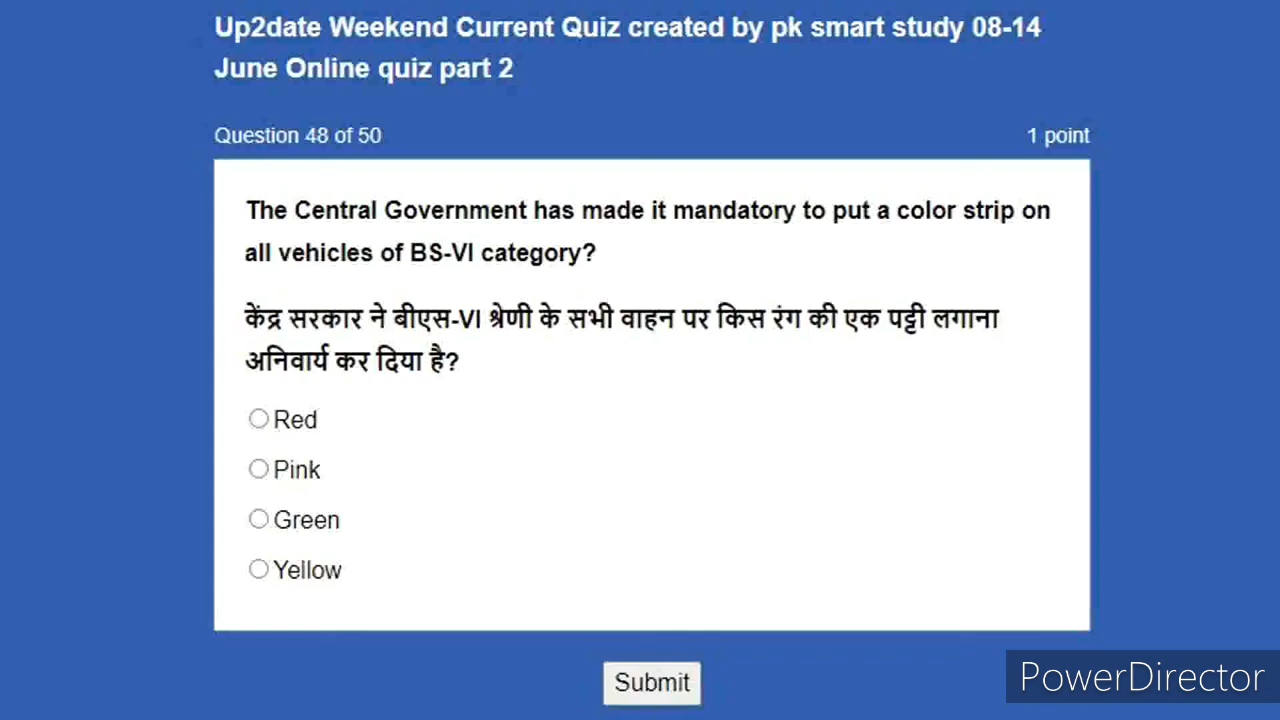 Up2date Weekend Current Quiz created by pk smart study 08-14
June Online quiz part 2
Question 48 of 50
1 point
The Central Government has made it mandatory to put a color strip on
all vehicles of BS-VI category?
केंद्र सरकार ने बीएस-VI श्रेणी के सभी वाहन पर किस रंग की एक पट्टी लगाना
अनिवार्य कर दिया है?
Red
Pink
Green
Yellow
Submit
PowerDirector